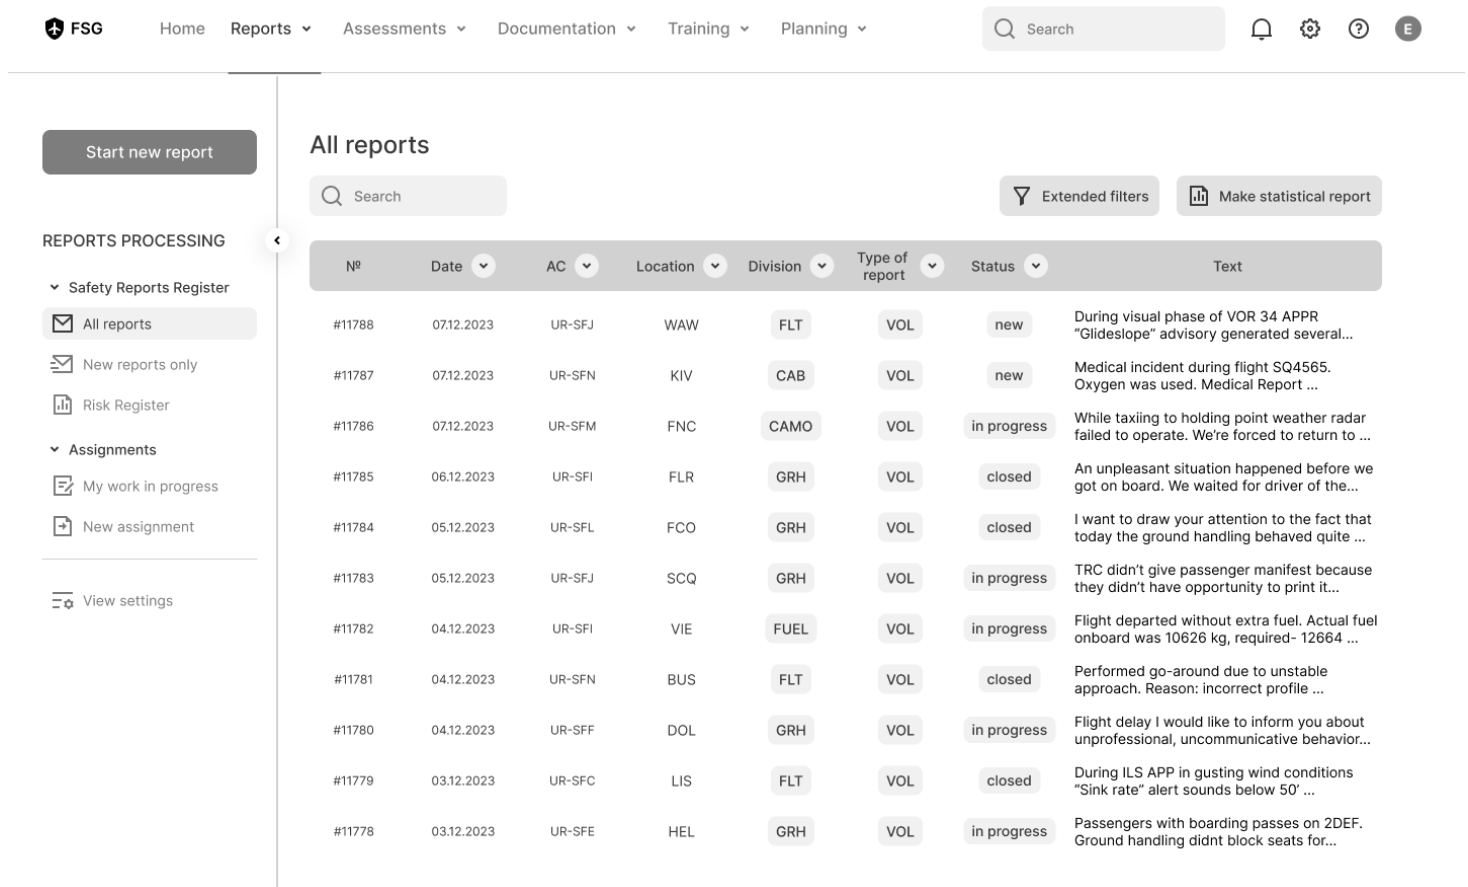 FSG
Home
Reports
Assessments
Documentation
Training
Planning
Search
E
Start new report
REPORTS PROCESSING
Safety Reports Register
All reports
New reports only
Risk Register
Assignments
My work in progress
New assignment
View settings
All reports
Search
Extended filters
Make statistical report
Nº Date AC Location Division Type of report Status Text
#11788 07.12.2023 UR-SFJ WAW FLT VOL new
During visual phase of VOR 34 APPR
“Glideslope” advisory generated several...
#11787 07.12.2023 UR-SFN KIV CAB VOL new
Medical incident during flight SQ4565.
Oxygen was used. Medical Report ...
#11786 07.12.2023 UR-SFM FNC CAMO VOL in progress
While taxiing to holding point weather radar
failed to operate. We’re forced to return to ...
#11785 06.12.2023 UR-SFI FLR GRH VOL closed
An unpleasant situation happened before we
got on board. We waited for driver of the...
#11784 05.12.2023 UR-SFL FCO GRH VOL closed
I want to draw your attention to the fact that
today the ground handling behaved quite ...
#11783 05.12.2023 UR-SFJ SCQ GRH VOL in progress
TRC didn’t give passenger manifest because
they didn’t have opportunity to print it...
#11782 04.12.2023 UR-SFI VIE FUEL VOL in progress
Flight departed without extra fuel. Actual fuel
onboard was 10626 kg, required- 12664 ...
#11781 04.12.2023 UR-SFN BUS FLT VOL closed
Performed go-around due to unstable
approach. Reason: incorrect profile ...
#11780 04.12.2023 UR-SFF DOL GRH VOL in progress
Flight delay I would like to inform you about
unprofessional, uncommunicative behavior...
#11779 03.12.2023 UR-SFC LIS FLT VOL closed
During ILS APP in gusting wind conditions
“Sink rate” alert sounds below 50’ ...
#11778 03.12.2023 UR-SFE HEL GRH VOL in progress
Passengers with boarding passes on 2DEF.
Ground handling didnt block seats for...